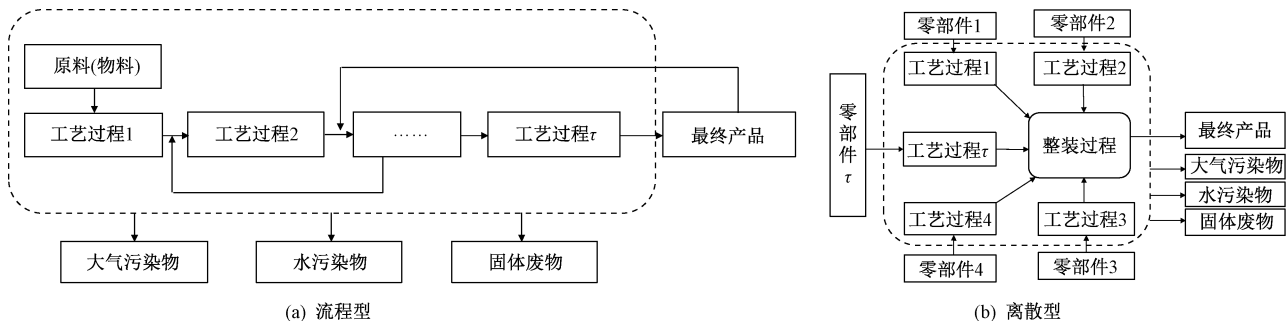 原料(物料)
工艺过程1
工艺过程2
……
工艺过程τ
最终产品
大气污染物
水污染物
固体废物
(a) 流程型
零部件1
零部件2
工艺过程1
工艺过程2
零部件τ
工艺过程τ
整装过程
最终产品
大气污染物
水污染物
固体废物
工艺过程4
工艺过程3
零部件4
零部件3
(b) 离散型